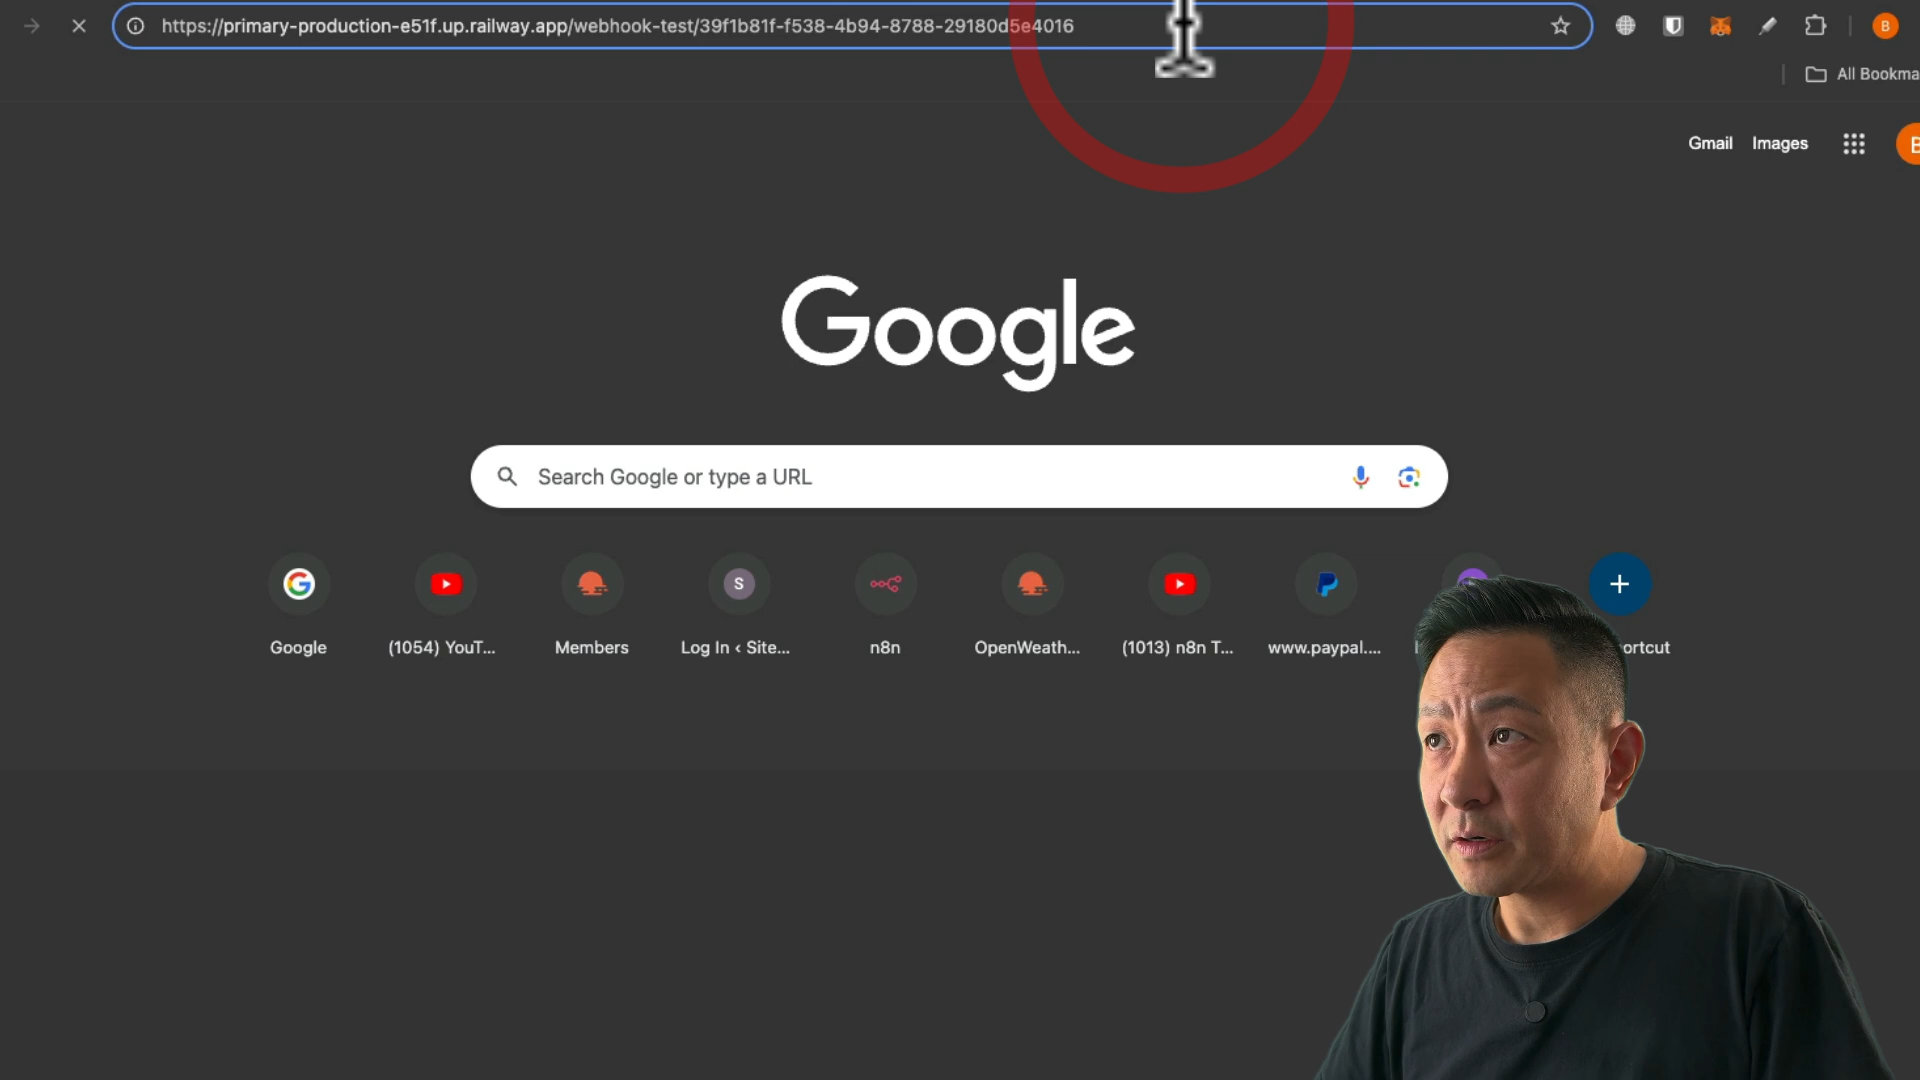 https://primary-production-e51f.up.railway.app/webhook-test/39f1b81f-f538-4b94-8788-29180d5e4016
B
All Bookma
Gmail
Images
Google
Search Google or type a URL
S
Google
(1054) YouT...
Members
Log In ‹ Site...
n8n
OpenWeath...
(1013) n8n T...
www.paypal....
ortcut